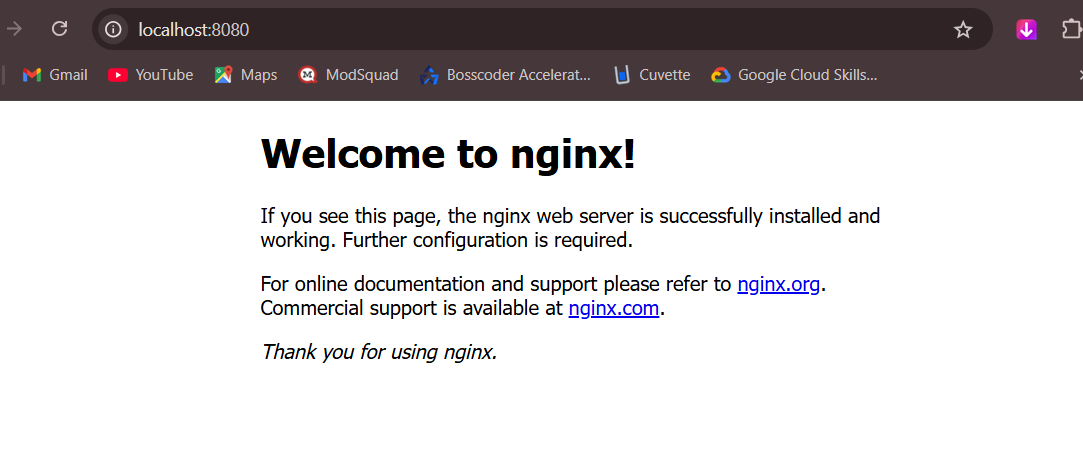 localhost:8080
Gmail YouTube Maps ModSquad Bosscoder Accelerat... Cuvette Google Cloud Skills...
Welcome to nginx!
If you see this page, the nginx web server is successfully installed and
working. Further configuration is required.
For online documentation and support please refer to nginx.org.
Commercial support is available at nginx.com.
Thank you for using nginx.